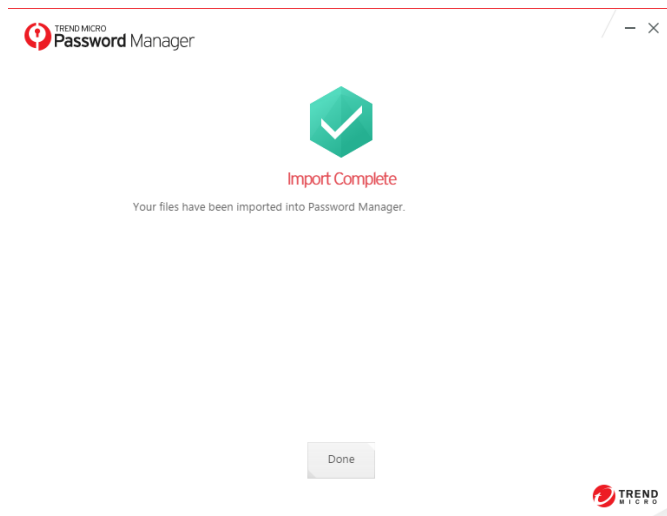 TREND MICRO
Password Manager
Import Complete
Your files have been imported into Password Manager.
Done
TREND
MICRO